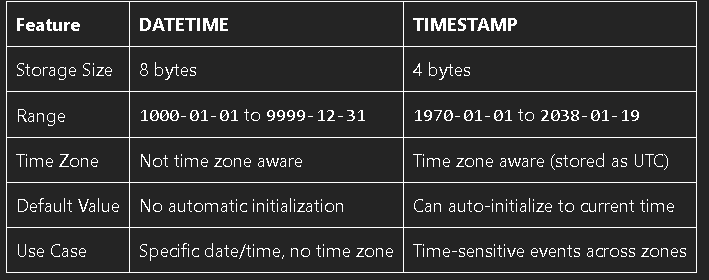 Feature DATETIME TIMESTAMP
Storage Size 8 bytes 4 bytes
Range 1000-01-01 to 9999-12-31 1970-01-01 to 2038-01-19
Time Zone Not time zone aware Time zone aware (stored as UTC)
Default Value No automatic initialization Can auto-initialize to current time
Use Case Specific date/time, no time zone Time-sensitive events across zones